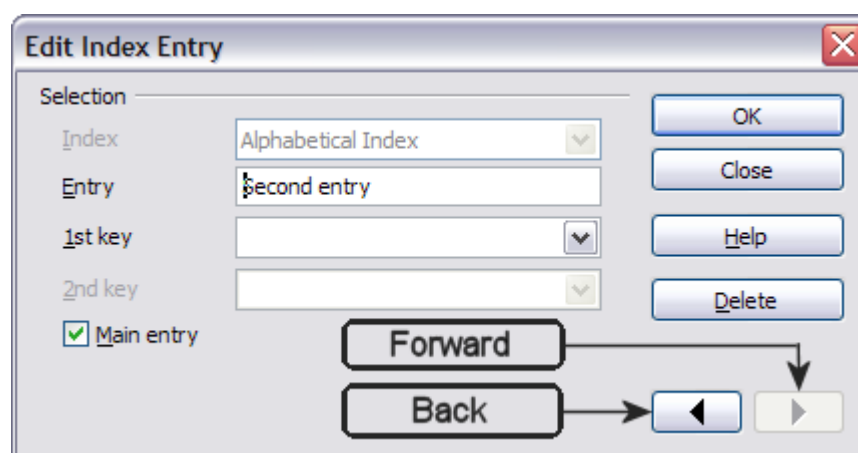 Edit Index Entry
Selection
Index Alphabetical Index
Entry Second entry
1st key
2nd key
Main entry
OK
Close
Help
Delete
Forward
Back